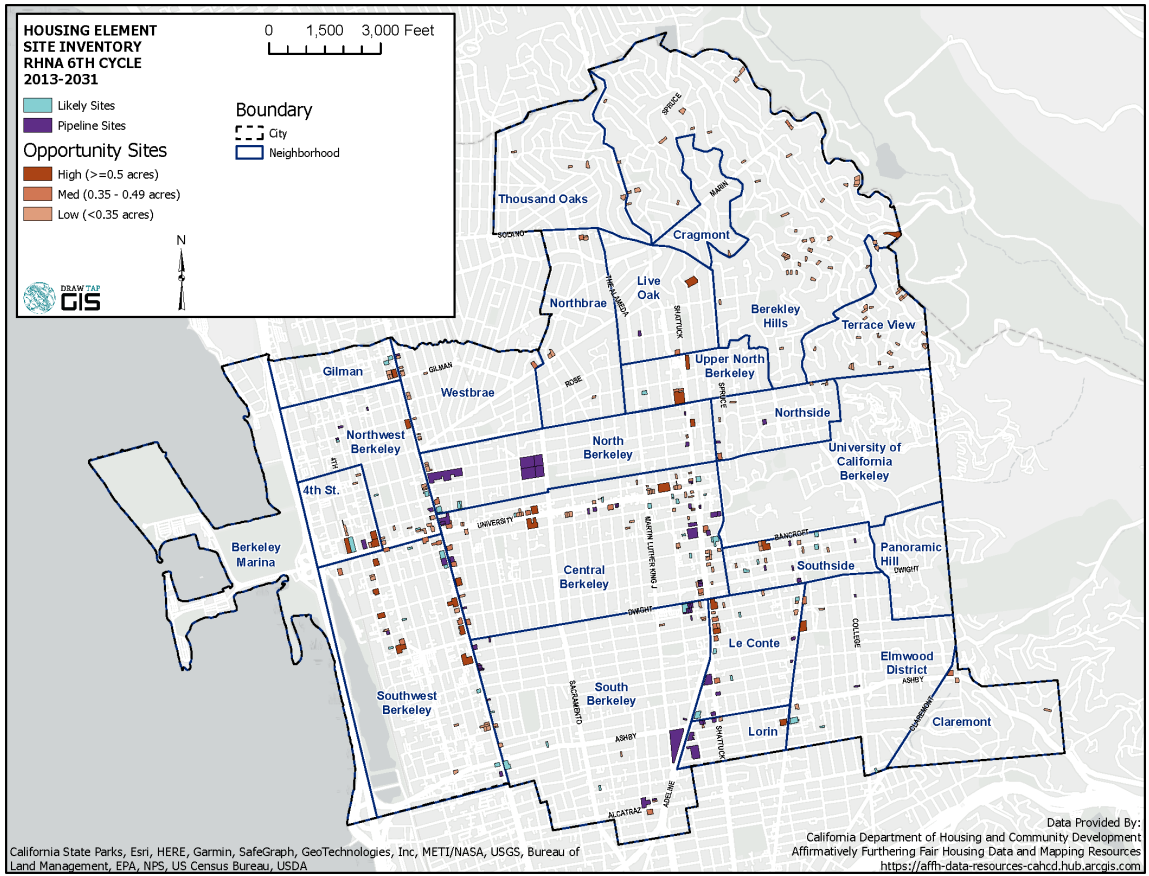 HOUSING ELEMENT
SITE INVENTORY
RHNA 6TH CYCLE
2013-2031
0 1,500 3,000 Feet
Likely Sites
Pipeline Sites
Opportunity Sites
High (>=0.5 acres)
Med (0.35 - 0.49 acres)
Low (<0.35 acres)
Boundary
City
Neighborhood
N
DRAW TAP
GIS
SPRUCE
MARIN
Thousand Oaks
SOLANO
Cragmont
Live
Oak
THE ALAMEDA
Northbrae
SHATTUCK
Berekley
Hills
Terrace View
Gilman
GILMAN
Westbrae
ROSE
Upper North
Berkeley
SPRUCE
Northside
Northwest
Berkeley
North
Berkeley
University of
California
Berkeley
4TH
4th St.
UNIVERSITY
MARTIN LUTHER KING J
BANCROFT
Berkeley
Marina
Central
Berkeley
Southside
Panoramic
Hill
DWIGHT
DWIGHT
Le Conte
COLLEGE
Elmwood
District
ASHBY
Southwest
Berkeley
SACRAMENTO
South
Berkeley
CLAREMONT
Claremont
ASHBY
Lorin
SHATTUCK
ADELINE
ALCATRAZ
California State Parks, Esri, HERE, Garmin, SafeGraph, GeoTechnologies, Inc, METI/NASA, USGS, Bureau of
Land Management, EPA, NPS, US Census Bureau, USDA
Data Provided By:
California Department of Housing and Community Development
Affirmatively Furthering Fair Housing Data and Mapping Resources
https://affh-data-resources-cahcd.hub.arcgis.com